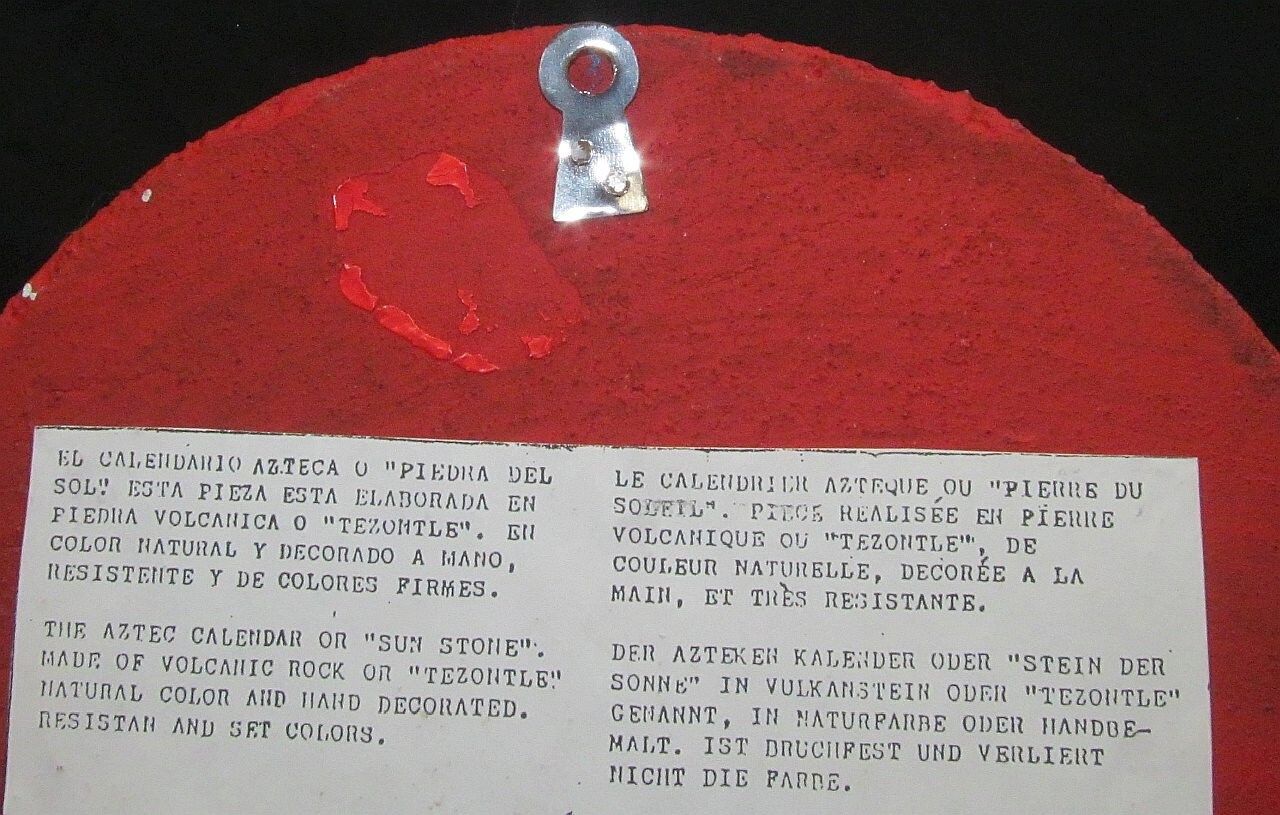 EL CALENDARIO AZTECA O "PIEDRA DEL
SOL" ESTA PIEZA ESTA ELABORADA EN
PIEDRA VOLCANICA O "TEZONTLE". EN
COLOR NATURAL Y DECORADO A MANO,
RESISTENTE Y DE COLORES FIRMES.
THE AZTEC CALENDAR OR "SUN STONE".
MADE OF VOLCANIC ROCK OR "TEZONTLE"
NATURAL COLOR AND HAND DECORATED.
RESISTAN AND SET COLORS.
LE CALENDRIER AZTEQUE OU "PIERRE DU
SOLEIL". PIECE REALISÉE EN PIERRE
VOLCANIQUE OU "TEZONTLE", DE
COULEUR NATURELLE, DECORÉE A LA
MAIN, ET TRÈS RESISTANTE.
DER AZTEKEN KALENDER ODER "STEIN DER
SONNE" IN VULKANSTEIN ODER "TEZONTLE"
GENANNT, IN NATURFARBE ODER HANDBE-
MALT. IST BRUCHFEST UND VERLIERT
NICHT DIE FARBE.